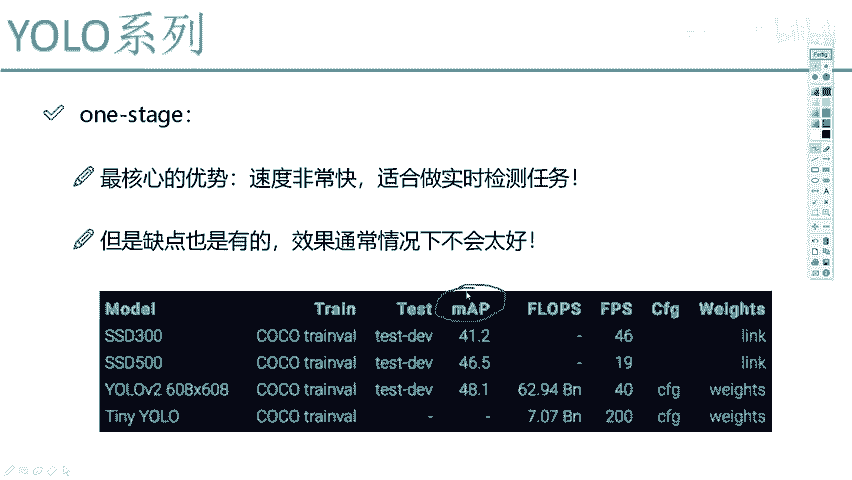 YOLO系列
one-stage：
最核心的优势：速度非常快，适合做实时检测任务！
但是缺点也是有的，效果通常情况下不会太好！
Model Train Test mAP FLOPS FPS Cfg Weights
SSD300 COCO trainval test-dev 41.2 - 46 link
SSD500 COCO trainval test-dev 46.5 - 19 link
YOLOv2 608x608 COCO trainval test-dev 48.1 62.94 Bn 40 cfg weights
Tiny YOLO COCO trainval - - 7.07 Bn 200 cfg weights